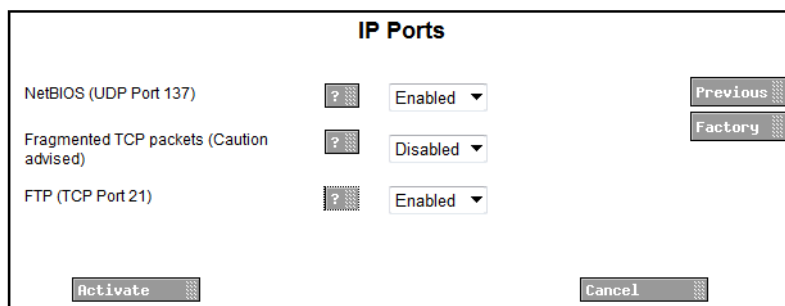 IP Ports
NetBIOS (UDP Port 137)
?
Enabled
Previous
Factory
Fragmented TCP packets (Caution
advised)
?
Disabled
FTP (TCP Port 21)
?
Enabled
Activate
Cancel